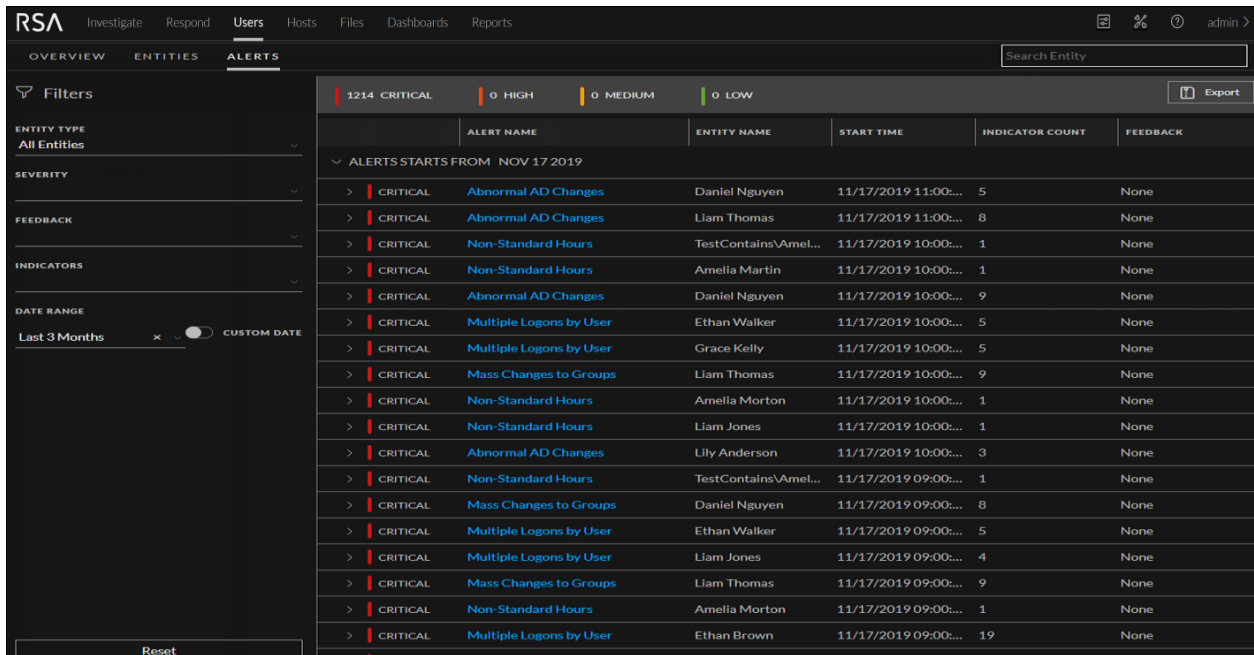 RSA Investigate Respond Users Hosts Files Dashboards Reports admin >
OVERVIEW ENTITIES ALERTS Search Entity
Filters
1214 CRITICAL 0 HIGH 0 MEDIUM 0 LOW Export
ENTITY TYPE
All Entities
SEVERITY
FEEDBACK
INDICATORS
DATE RANGE
Last 3 Months × CUSTOM DATE
Reset
ALERT NAME ENTITY NAME START TIME INDICATOR COUNT FEEDBACK
ALERTS STARTS FROM NOV 17 2019
CRITICAL Abnormal AD Changes Daniel Nguyen 11/17/2019 11:00:... 5 None
CRITICAL Abnormal AD Changes Liam Thomas 11/17/2019 11:00:... 8 None
CRITICAL Non-Standard Hours TestContains\Amel... 11/17/2019 10:00:... 1 None
CRITICAL Non-Standard Hours Amelia Martin 11/17/2019 10:00:... 1 None
CRITICAL Abnormal AD Changes Daniel Nguyen 11/17/2019 10:00:... 9 None
CRITICAL Multiple Logons by User Ethan Walker 11/17/2019 10:00:... 5 None
CRITICAL Multiple Logons by User Grace Kelly 11/17/2019 10:00:... 5 None
CRITICAL Mass Changes to Groups Liam Thomas 11/17/2019 10:00:... 9 None
CRITICAL Non-Standard Hours Amelia Morton 11/17/2019 10:00:... 1 None
CRITICAL Non-Standard Hours Liam Jones 11/17/2019 10:00:... 1 None
CRITICAL Abnormal AD Changes Lily Anderson 11/17/2019 10:00:... 3 None
CRITICAL Non-Standard Hours TestContains\Amel... 11/17/2019 09:00:... 1 None
CRITICAL Mass Changes to Groups Daniel Nguyen 11/17/2019 09:00:... 8 None
CRITICAL Multiple Logons by User Ethan Walker 11/17/2019 09:00:... 5 None
CRITICAL Multiple Logons by User Liam Jones 11/17/2019 09:00:... 4 None
CRITICAL Mass Changes to Groups Liam Thomas 11/17/2019 09:00:... 9 None
CRITICAL Non-Standard Hours Amelia Morton 11/17/2019 09:00:... 1 None
CRITICAL Multiple Logons by User Ethan Brown 11/17/2019 09:00:... 19 None